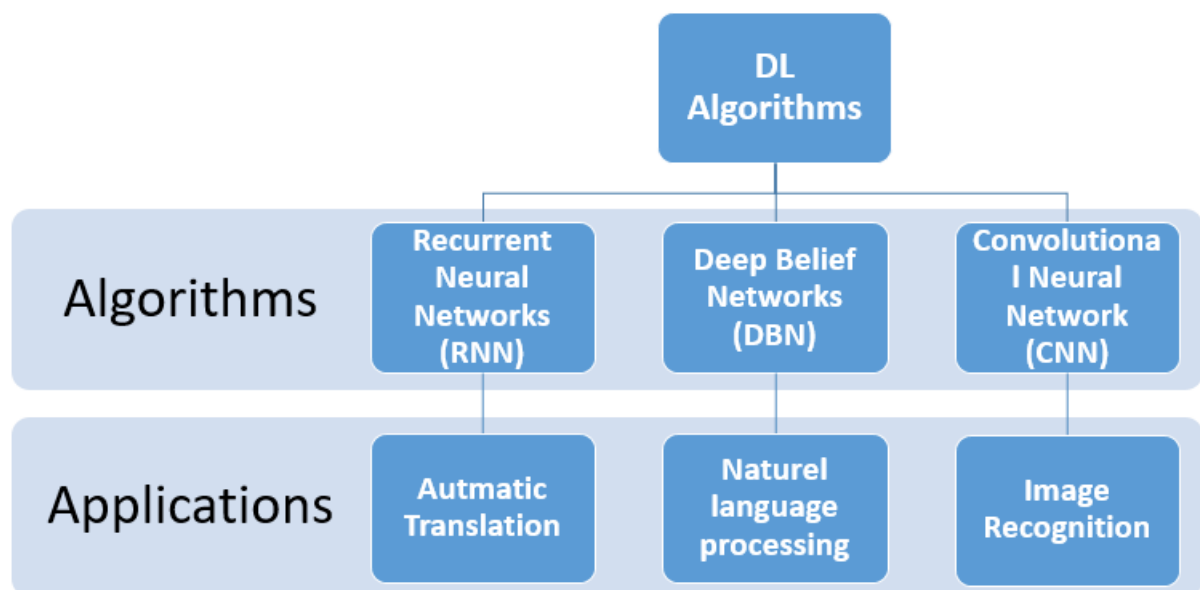 DL
Algorithms
Algorithms
Recurrent
Neural
Networks
(RNN)
Deep Belief
Networks
(DBN)
Convolutiona
l Neural
Network
(CNN)
Applications
Autmatic
Translation
Naturel
language
processing
Image
Recognition